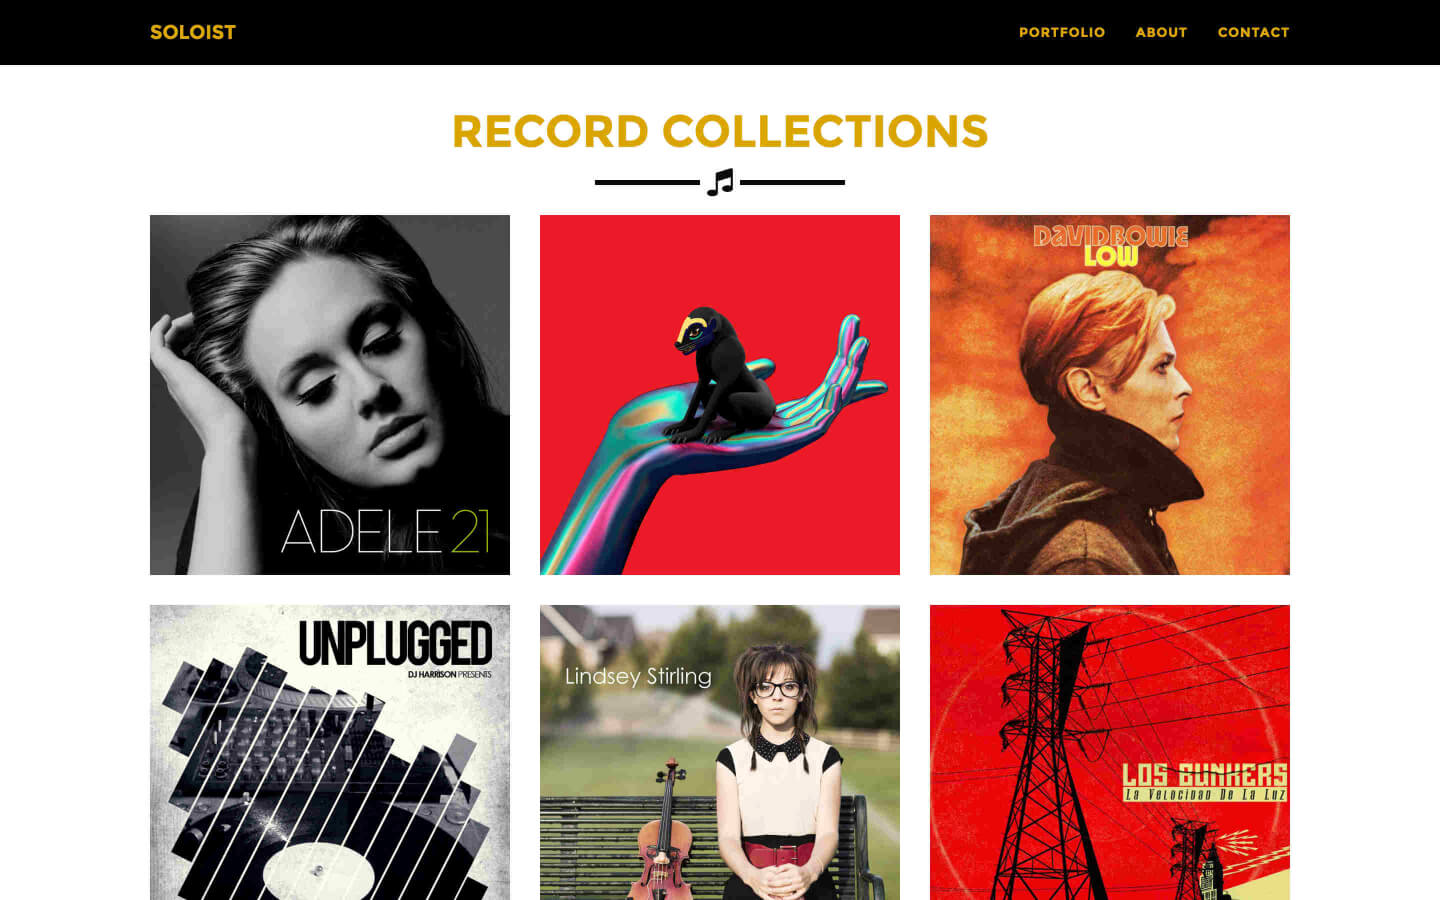 SOLOIST
PORTFOLIO ABOUT CONTACT
RECORD COLLECTIONS
ADELE 21
DAVID BOWIE
LOW
UNPLUGGED
DJ HARRISON PRESENTS
Lindsey Stirling
LOS BUNKERS
La Velocidad De La Luz